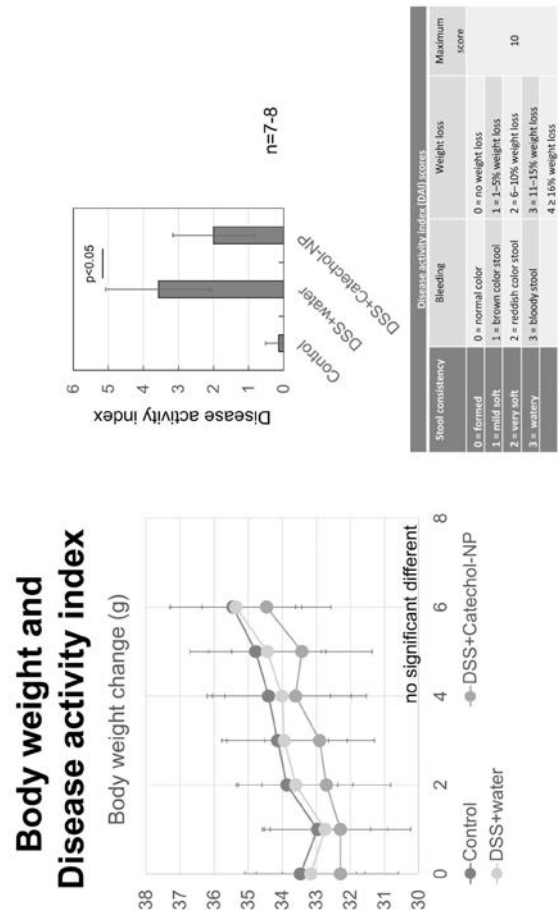 Body weight and
Disease activity index
Body weight change (g)
38
37
36
35
34
33
32
31
30
0
2
4
6
8
no significant different
Control
DSS+Catechol-NP
DSS+water
Disease activity index
6
5
4
3
2
1
0
p<0.05
Control
DSS+water
DSS+Catechol-NP
n=7-8
Disease activity index (DAI) scores
Stool consistency Bleeding Weight loss Maximum score
0 = formed 0 = normal color 0 = no weight loss
1 = mild soft 1 = brown color stool 1 = 1–5% weight loss
2 = very soft 2 = reddish color stool 2 = 6–10% weight loss 10
3 = watery 3 = bloody stool 3 = 11–15% weight loss
4 ≥ 16% weight loss